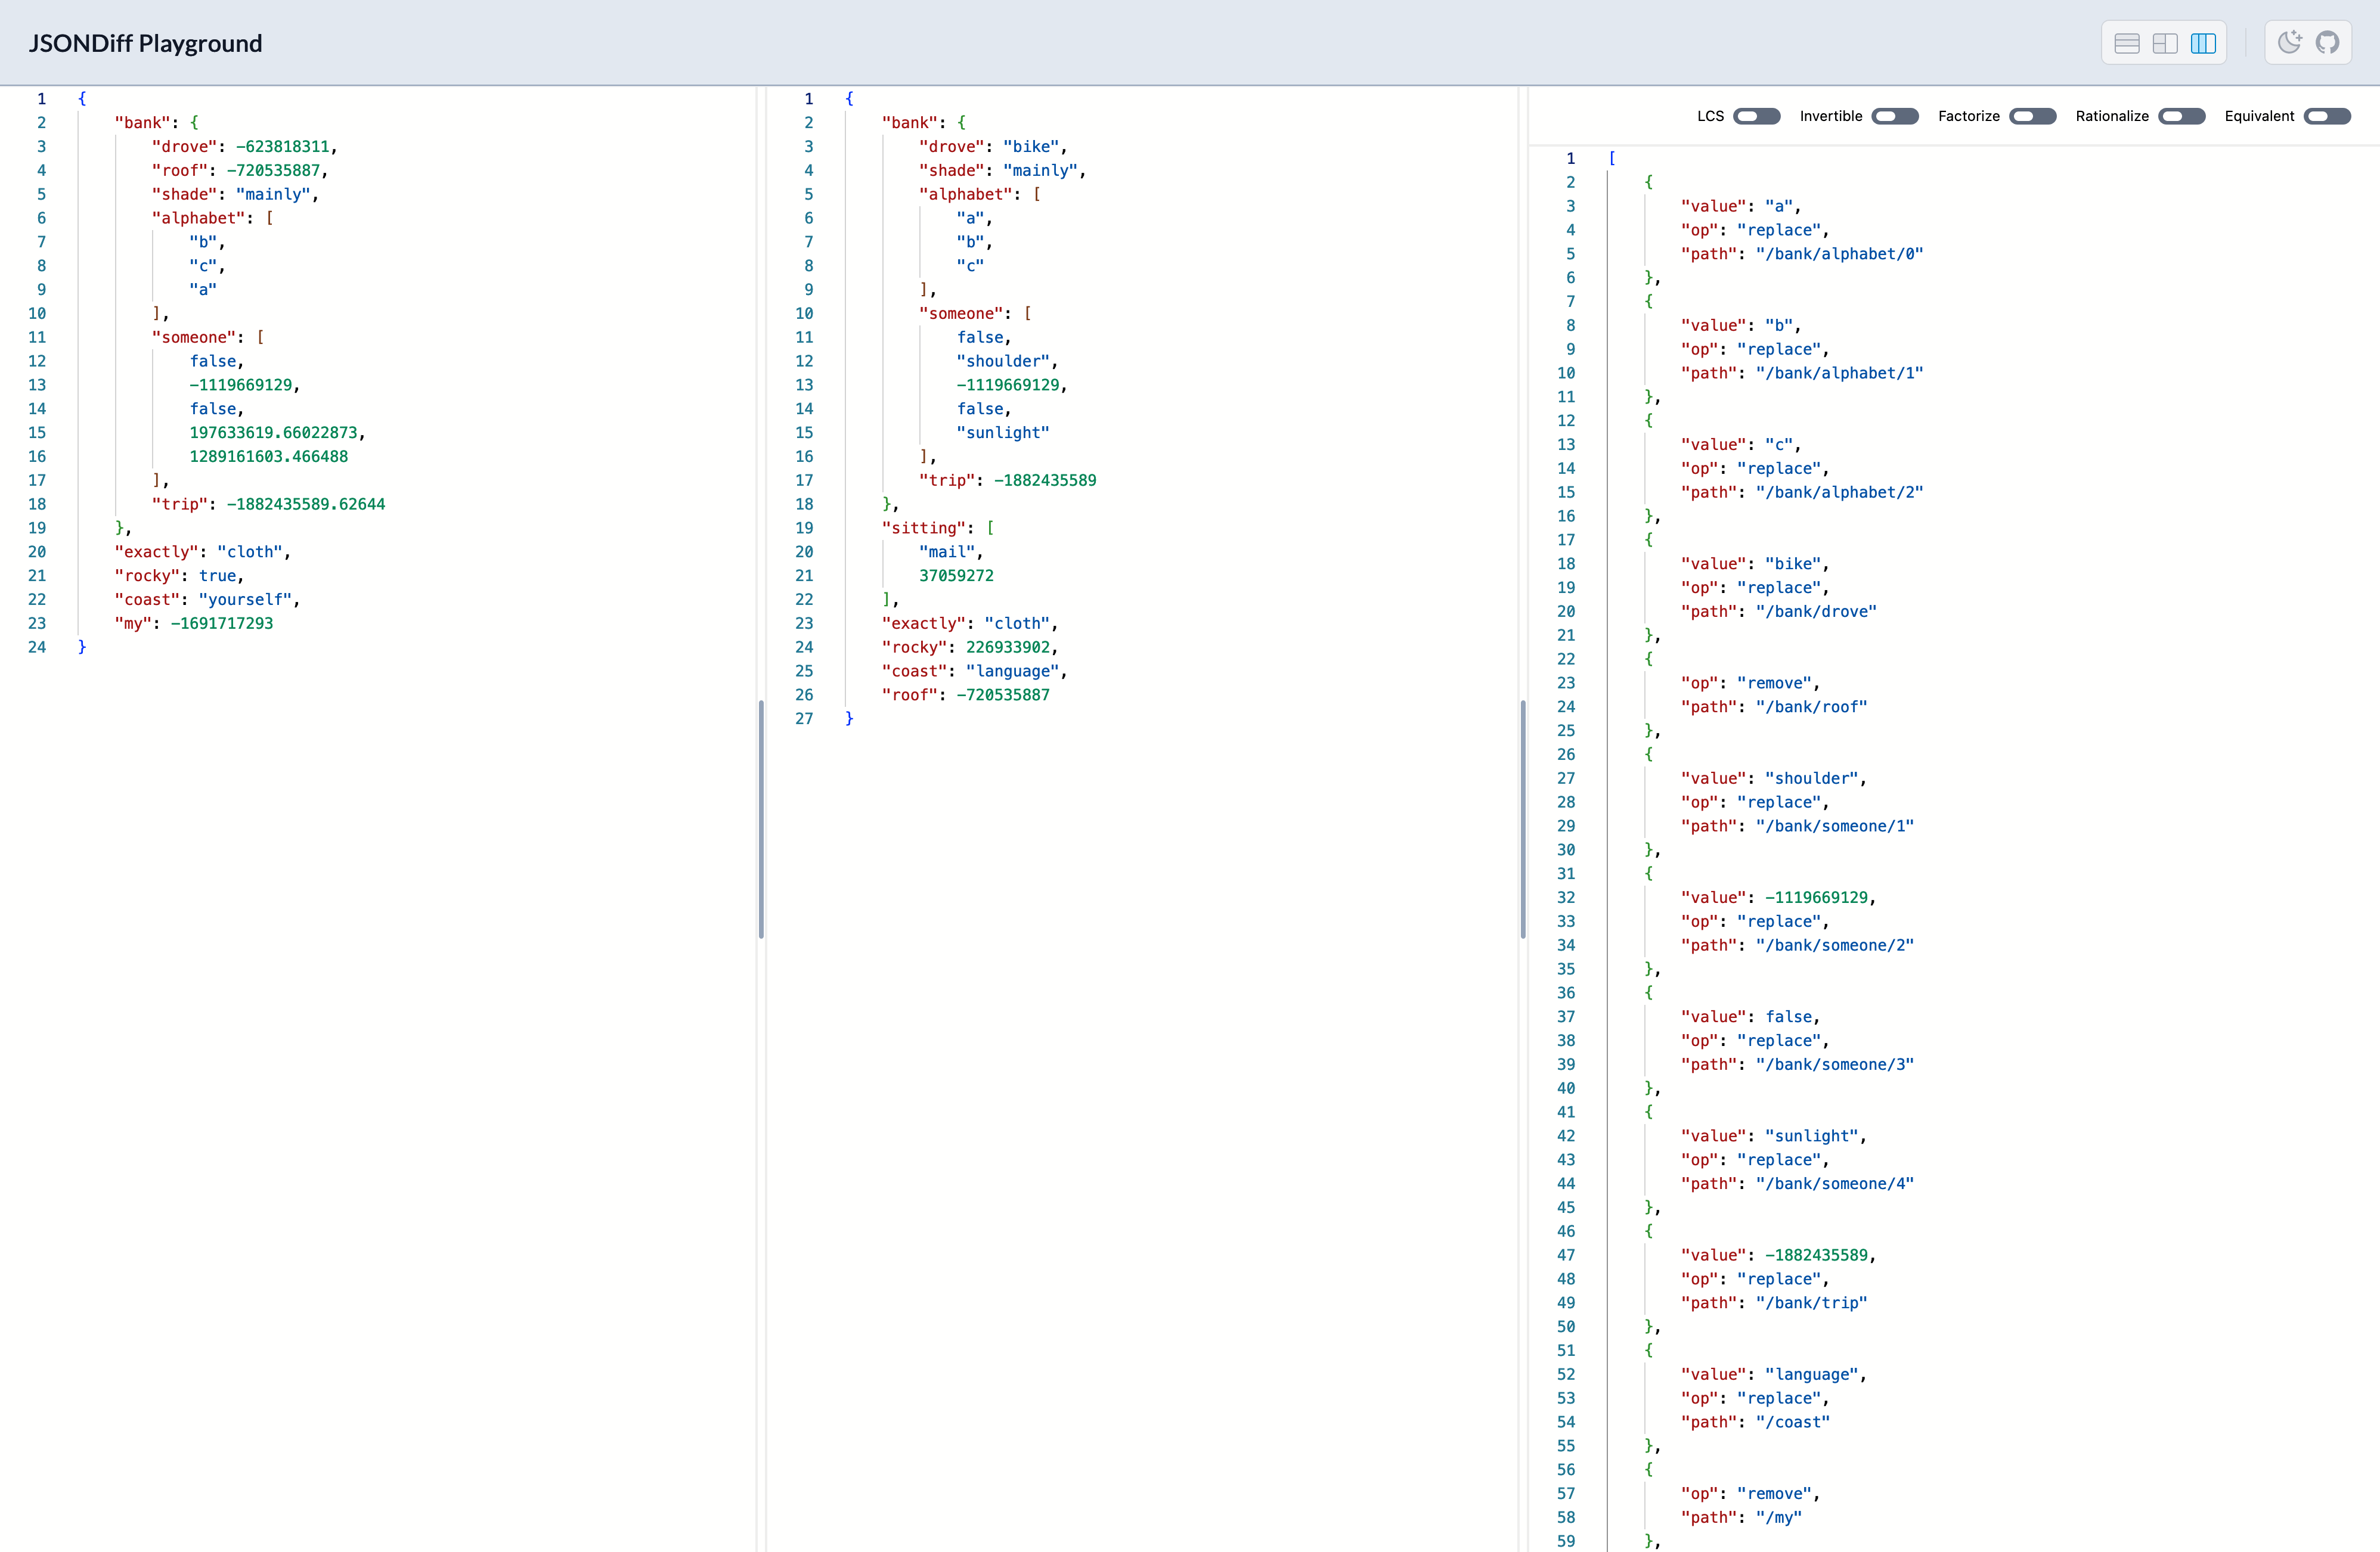 JSONDiff Playground
1 {
2 "bank": {
3 "drove": -623818311,
4 "roof": -720535887,
5 "shade": "mainly",
6 "alphabet": [
7 "b",
8 "c",
9 "a"
10 ],
11 "someone": [
12 false,
13 -1119669129,
14 false,
15 197633619.66022873,
16 1289161603.466488
17 ],
18 "trip": -1882435589.62644
19 },
20 "exactly": "cloth",
21 "rocky": true,
22 "coast": "yourself",
23 "my": -1691717293
24 }
1 {
2 "bank": {
3 "drove": "bike",
4 "shade": "mainly",
5 "alphabet": [
6 "a",
7 "b",
8 "c"
9 ],
10 "someone": [
11 false,
12 "shoulder",
13 -1119669129,
14 false,
15 "sunlight"
16 ],
17 "trip": -1882435589
18 },
19 "sitting": [
20 "mail",
21 37059272
22 ],
23 "exactly": "cloth",
24 "rocky": 226933902,
25 "coast": "language",
26 "roof": -720535887
27 }
LCS Invertible Factorize Rationalize Equivalent
1 [
2 {
3 "value": "a",
4 "op": "replace",
5 "path": "/bank/alphabet/0"
6 },
7 {
8 "value": "b",
9 "op": "replace",
10 "path": "/bank/alphabet/1"
11 },
12 {
13 "value": "c",
14 "op": "replace",
15 "path": "/bank/alphabet/2"
16 },
17 {
18 "value": "bike",
19 "op": "replace",
20 "path": "/bank/drove"
21 },
22 {
23 "op": "remove",
24 "path": "/bank/roof"
25 },
26 {
27 "value": "shoulder",
28 "op": "replace",
29 "path": "/bank/someone/1"
30 },
31 {
32 "value": -1119669129,
33 "op": "replace",
34 "path": "/bank/someone/2"
35 },
36 {
37 "value": false,
38 "op": "replace",
39 "path": "/bank/someone/3"
40 },
41 {
42 "value": "sunlight",
43 "op": "replace",
44 "path": "/bank/someone/4"
45 },
46 {
47 "value": -1882435589,
48 "op": "replace",
49 "path": "/bank/trip"
50 },
51 {
52 "value": "language",
53 "op": "replace",
54 "path": "/coast"
55 },
56 {
57 "op": "remove",
58 "path": "/my"
59 },